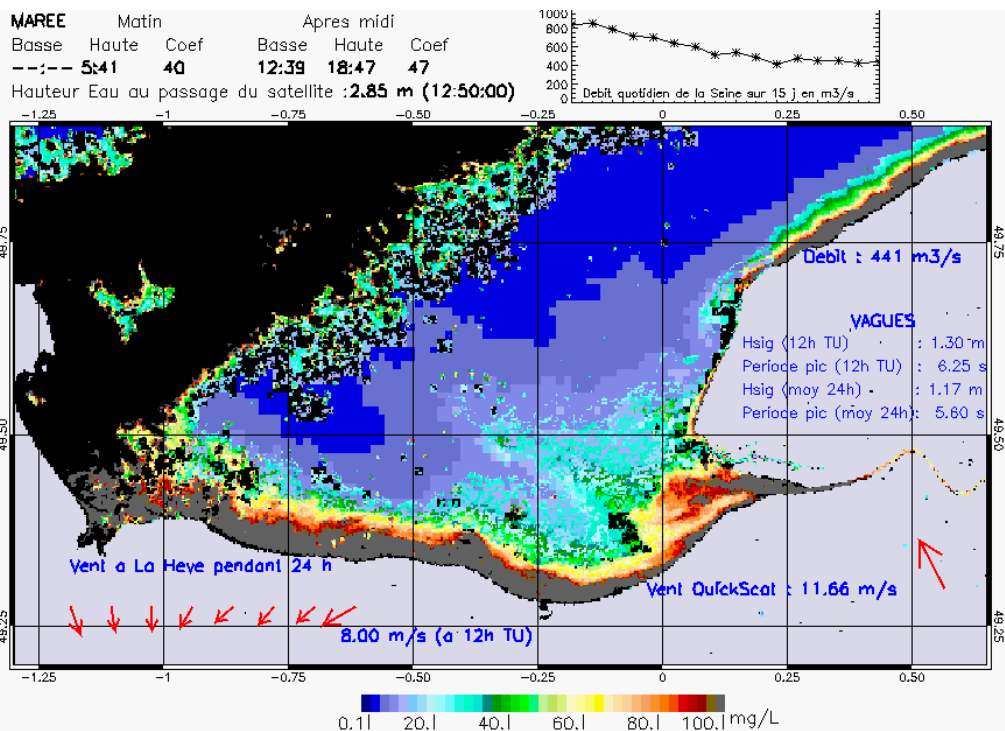 MAREE Matin Apres midi
Basse Haute Coef Basse Haute Coef
--:-- 5:41 40 12:39 18:47 47
Hauteur Eau au passage du satellite : 2.85 m (12:50:00)
1000
800
600
400
200
0
Debit quotidien de la Seine sur 15 j en m3/s
-1.25 -1 -0.75 -0.50 -0.25 0 0.25 0.50
49.75 49.75
Debit : 441 m3/s
VAGUES
Hsig (12h TU) : 1.30 m
Periode pic (12h TU) : 6.25 s
Hsig (moy 24h) : 1.17 m
Periode pic (moy 24h): 5.60 s
49.50 49.50
Vent a La Heve pendant 24 h
Vent QuickScat : 11.66 m/s
49.25 49.25
8.00 m/s (a 12h TU)
-1.25 -1 -0.75 -0.50 -0.25 0 0.25 0.50
0.1 20.1 40.1 60.1 80.1 100.1 mg/L